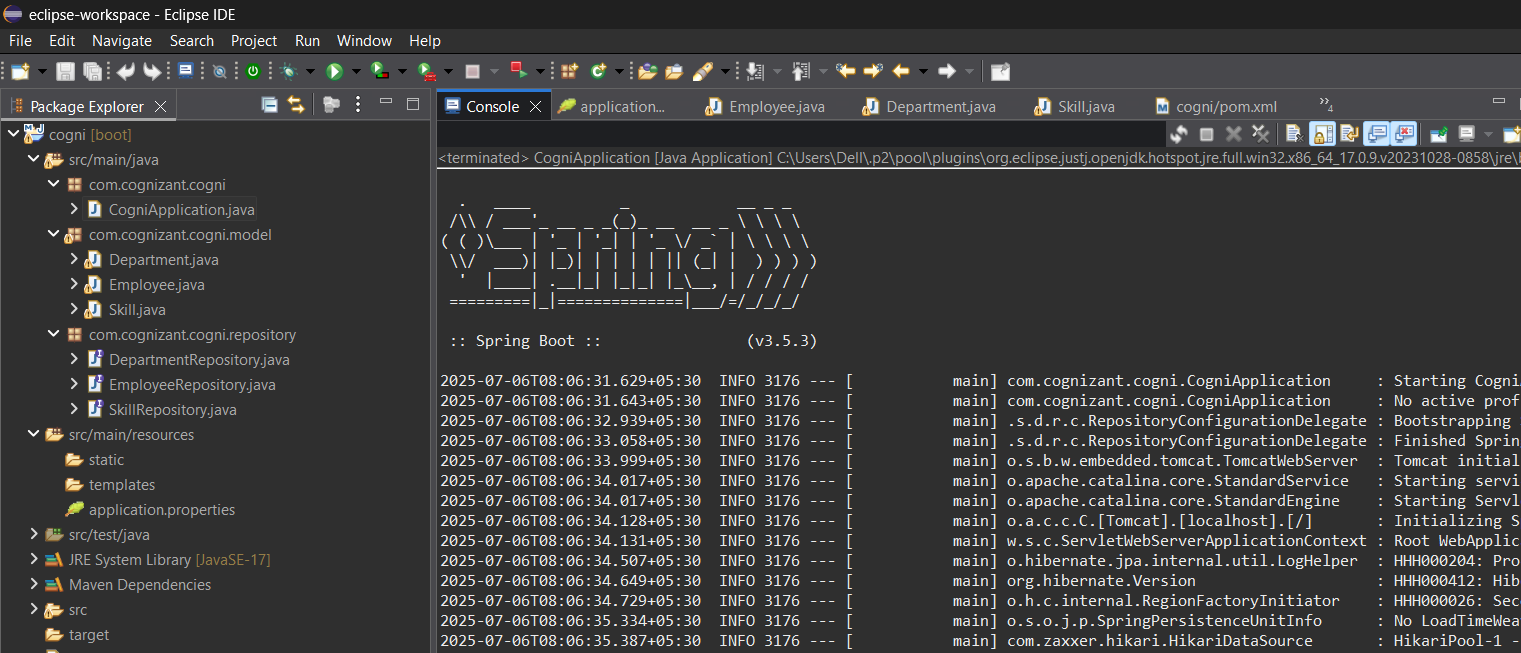 eclipse-workspace - Eclipse IDE
File Edit Navigate Search Project Run Window Help
Package Explorer
Console application... Employee.java Department.java Skill.java cogni/pom.xml »4
cogni [boot]
src/main/java
com.cognizant.cogni
CogniApplication.java
com.cognizant.cogni.model
Department.java
Employee.java
Skill.java
com.cognizant.cogni.repository
DepartmentRepository.java
EmployeeRepository.java
SkillRepository.java
src/main/resources
static
templates
application.properties
src/test/java
JRE System Library [JavaSE-17]
Maven Dependencies
src
target
<terminated> CogniApplication [Java Application] C:\Users\Dell\.p2\pool\plugins\org.eclipse.justj.openjdk.hotspot.jre.full.win32.x86_64_17.0.9.v20231028-0858\jre\
  .   ____          _            __ _ _
 /\\ / ___'_ __ _ _(_)_ __  __ _ \ \ \ \
( ( )\___ | '_ | '_| | '_ \/ _` | \ \ \ \
 \\/  ___)| |_)| | | | | || (_| |  ) ) ) )
  '  |____| .__|_| |_|_| |_\__, | / / / /
 =========|_|==============|___/=/_/_/_/
:: Spring Boot :: (v3.5.3)
2025-07-06T08:06:31.629+05:30 INFO 3176 --- [ main] com.cognizant.cogni.CogniApplication : Starting Cogni
2025-07-06T08:06:31.643+05:30 INFO 3176 --- [ main] com.cognizant.cogni.CogniApplication : No active prof
2025-07-06T08:06:32.939+05:30 INFO 3176 --- [ main] .s.d.r.c.RepositoryConfigurationDelegate : Bootstrapping
2025-07-06T08:06:33.058+05:30 INFO 3176 --- [ main] .s.d.r.c.RepositoryConfigurationDelegate : Finished Sprin
2025-07-06T08:06:33.999+05:30 INFO 3176 --- [ main] o.s.b.w.embedded.tomcat.TomcatWebServer : Tomcat initial
2025-07-06T08:06:34.017+05:30 INFO 3176 --- [ main] o.apache.catalina.core.StandardService : Starting servi
2025-07-06T08:06:34.017+05:30 INFO 3176 --- [ main] o.apache.catalina.core.StandardEngine : Starting Servl
2025-07-06T08:06:34.128+05:30 INFO 3176 --- [ main] o.a.c.c.C.[Tomcat].[localhost].[/] : Initializing S
2025-07-06T08:06:34.131+05:30 INFO 3176 --- [ main] w.s.c.ServletWebServerApplicationContext : Root WebApplic
2025-07-06T08:06:34.507+05:30 INFO 3176 --- [ main] o.hibernate.jpa.internal.util.LogHelper : HHH000204: Pro
2025-07-06T08:06:34.649+05:30 INFO 3176 --- [ main] org.hibernate.Version : HHH000412: Hib
2025-07-06T08:06:34.729+05:30 INFO 3176 --- [ main] o.h.c.internal.RegionFactoryInitiator : HHH000026: Sec
2025-07-06T08:06:35.334+05:30 INFO 3176 --- [ main] o.s.o.j.p.SpringPersistenceUnitInfo : No LoadTimeWea
2025-07-06T08:06:35.387+05:30 INFO 3176 --- [ main] com.zaxxer.hikari.HikariDataSource : HikariPool-1 -